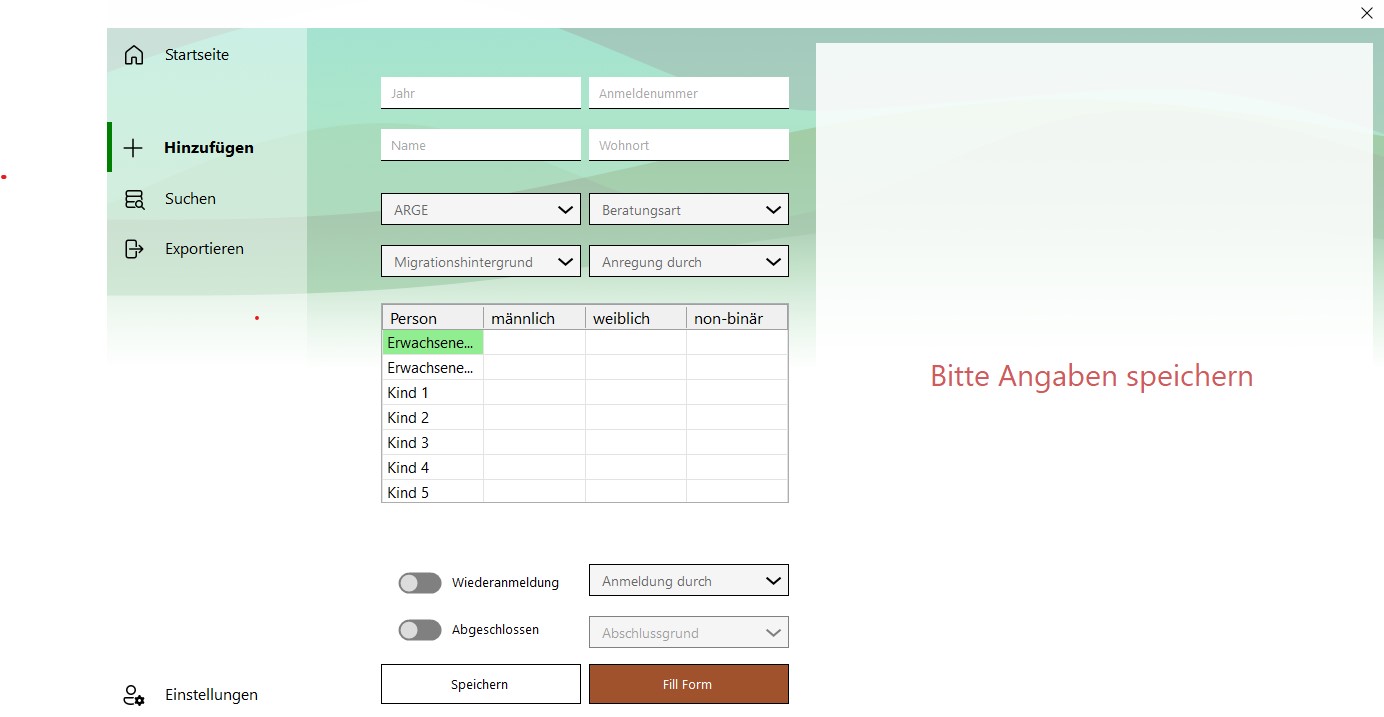 Startseite
Hinzufügen
Suchen
Exportieren
Einstellungen
Jahr
Anmeldenummer
Name
Wohnort
ARGE
Beratungsart
Migrationshintergrund
Anregung durch
Person männlich weiblich non-binär
Erwachsene...
Erwachsene...
Kind 1
Kind 2
Kind 3
Kind 4
Kind 5
Wiederanmeldung
Anmeldung durch
Abgeschlossen
Abschlussgrund
Speichern
Fill Form
Bitte Angaben speichern